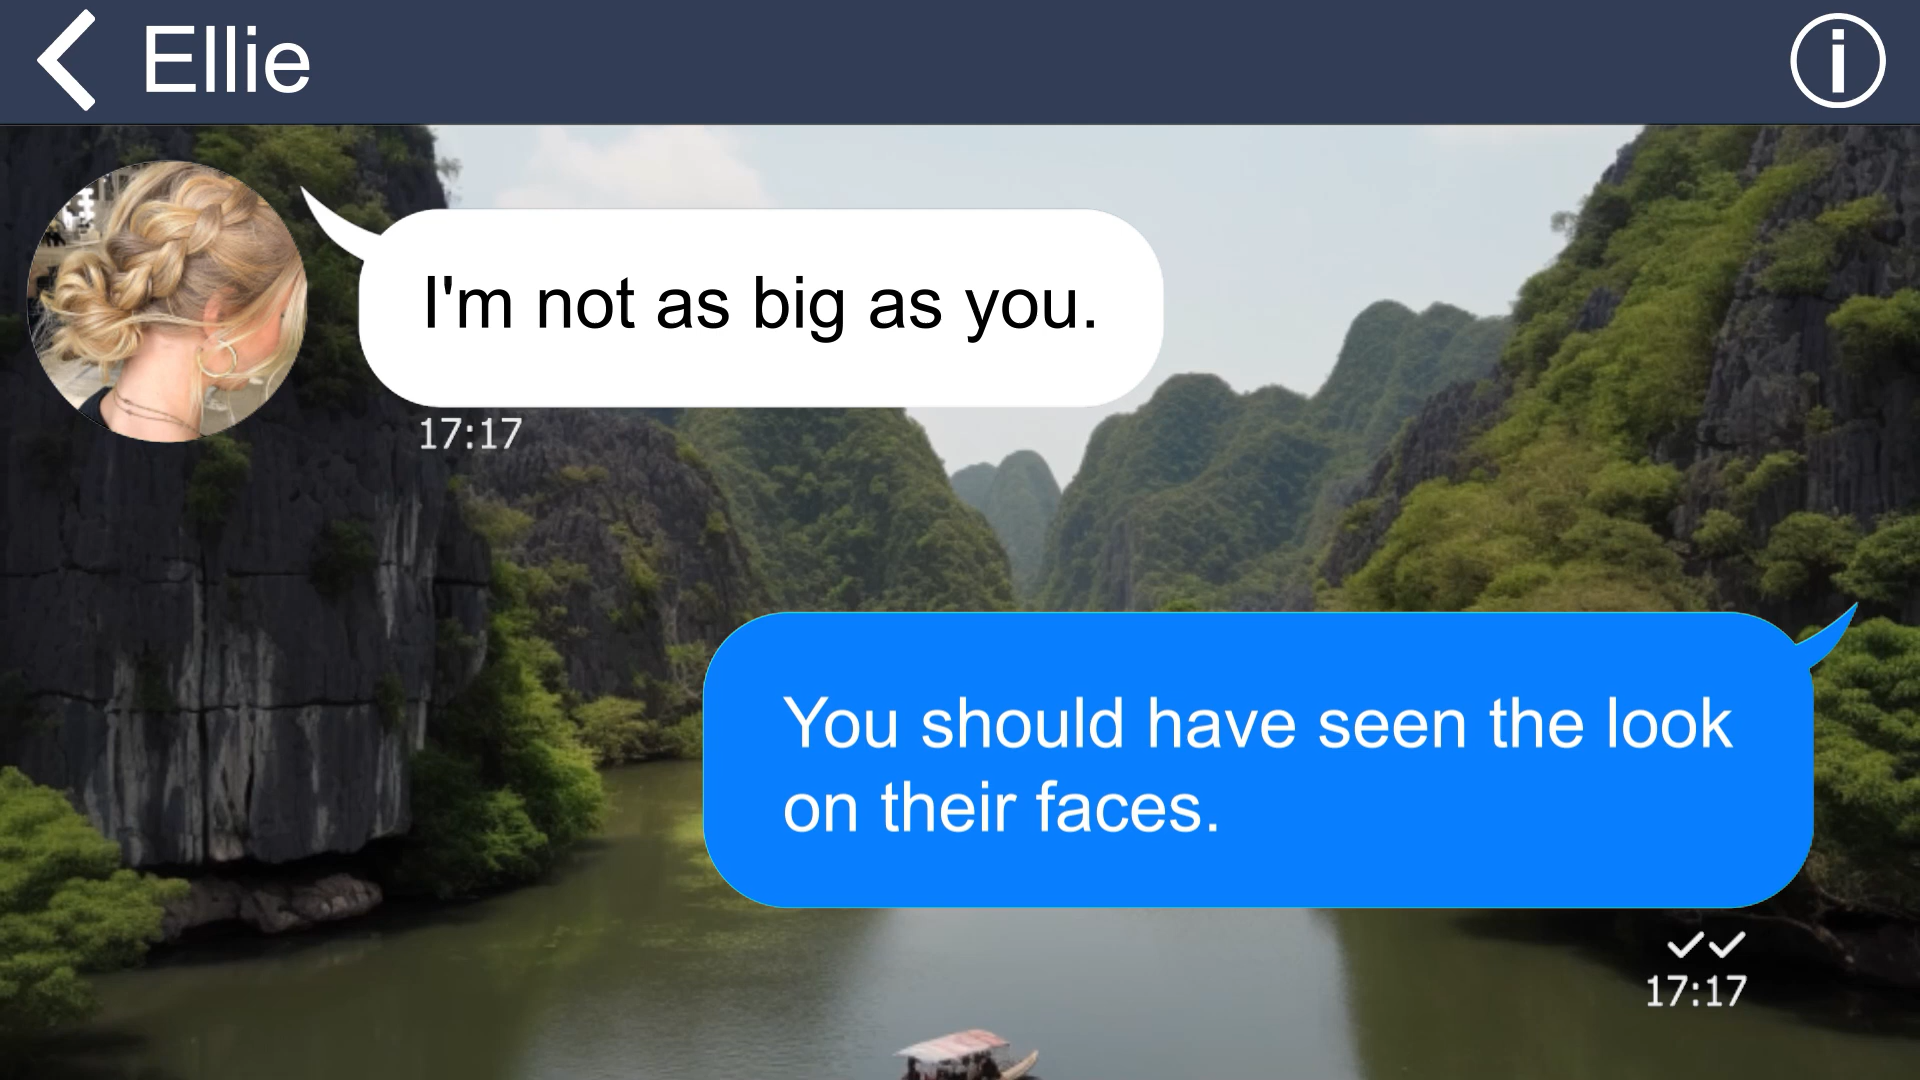 Ellie
I'm not as big as you.
17:17
You should have seen the look
on their faces.
17:17